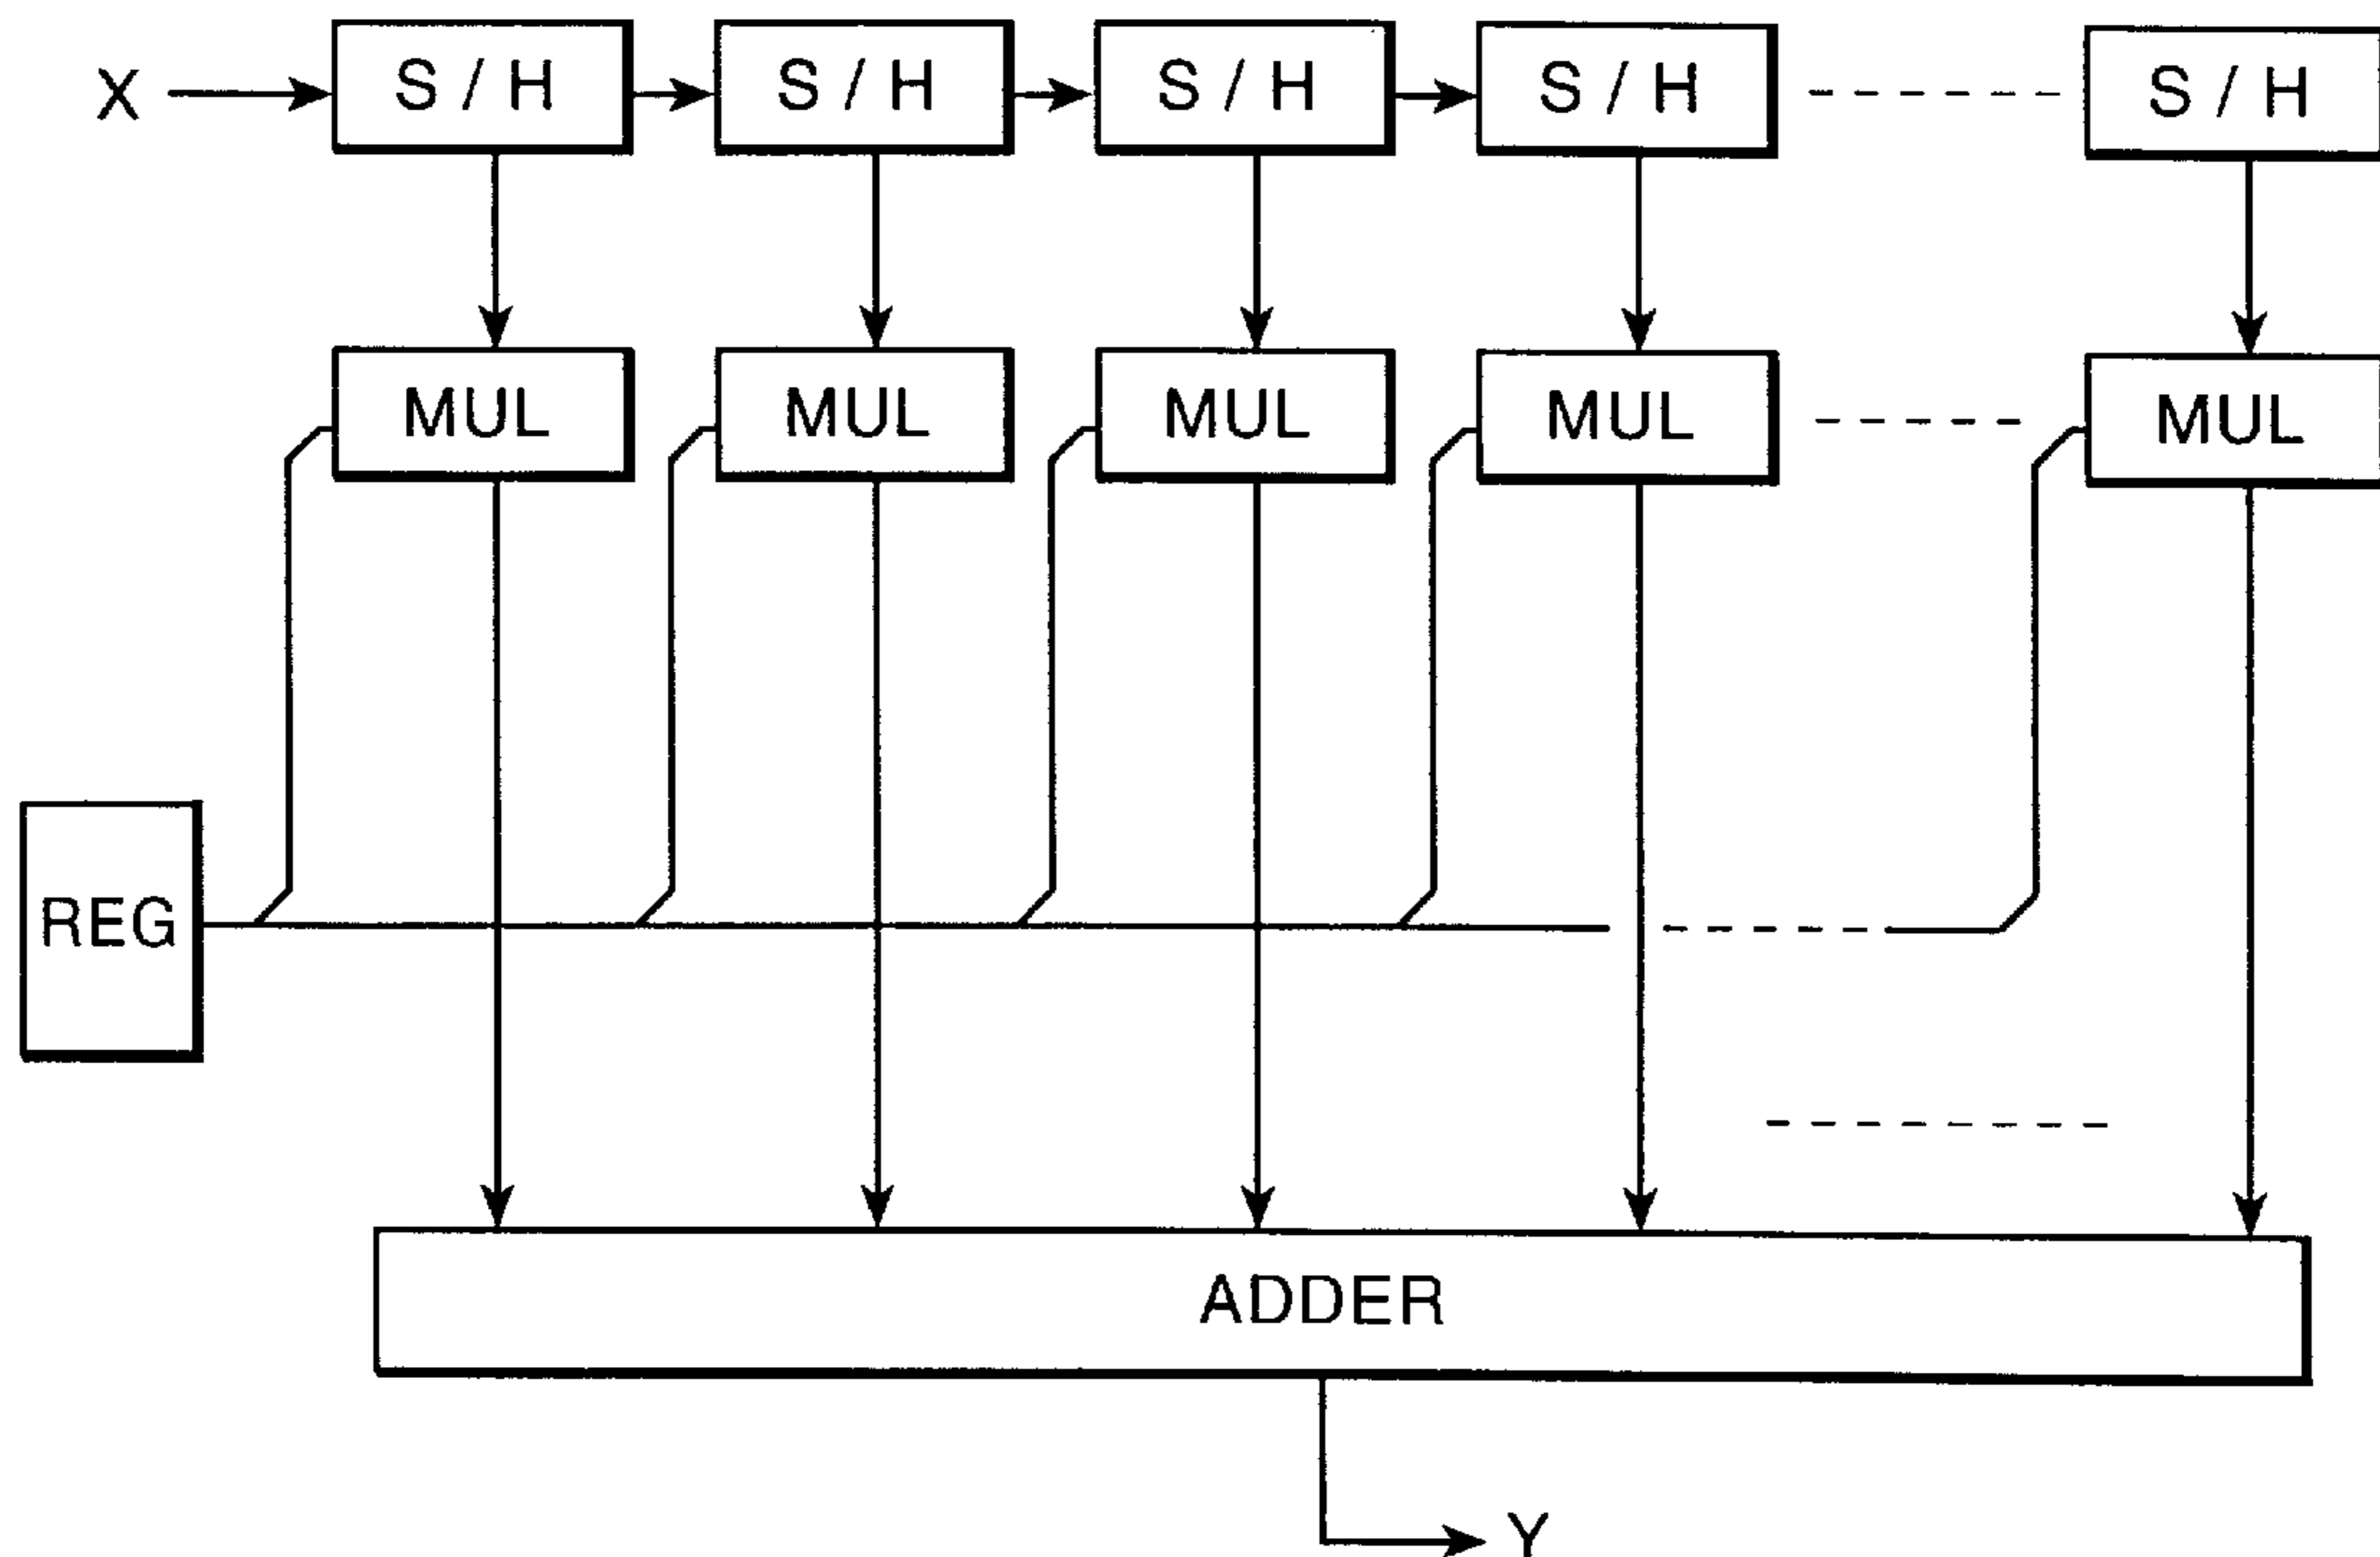 X
S / H
S / H
S / H
S / H
S / H
MUL
MUL
MUL
MUL
MUL
REG
ADDER
Y